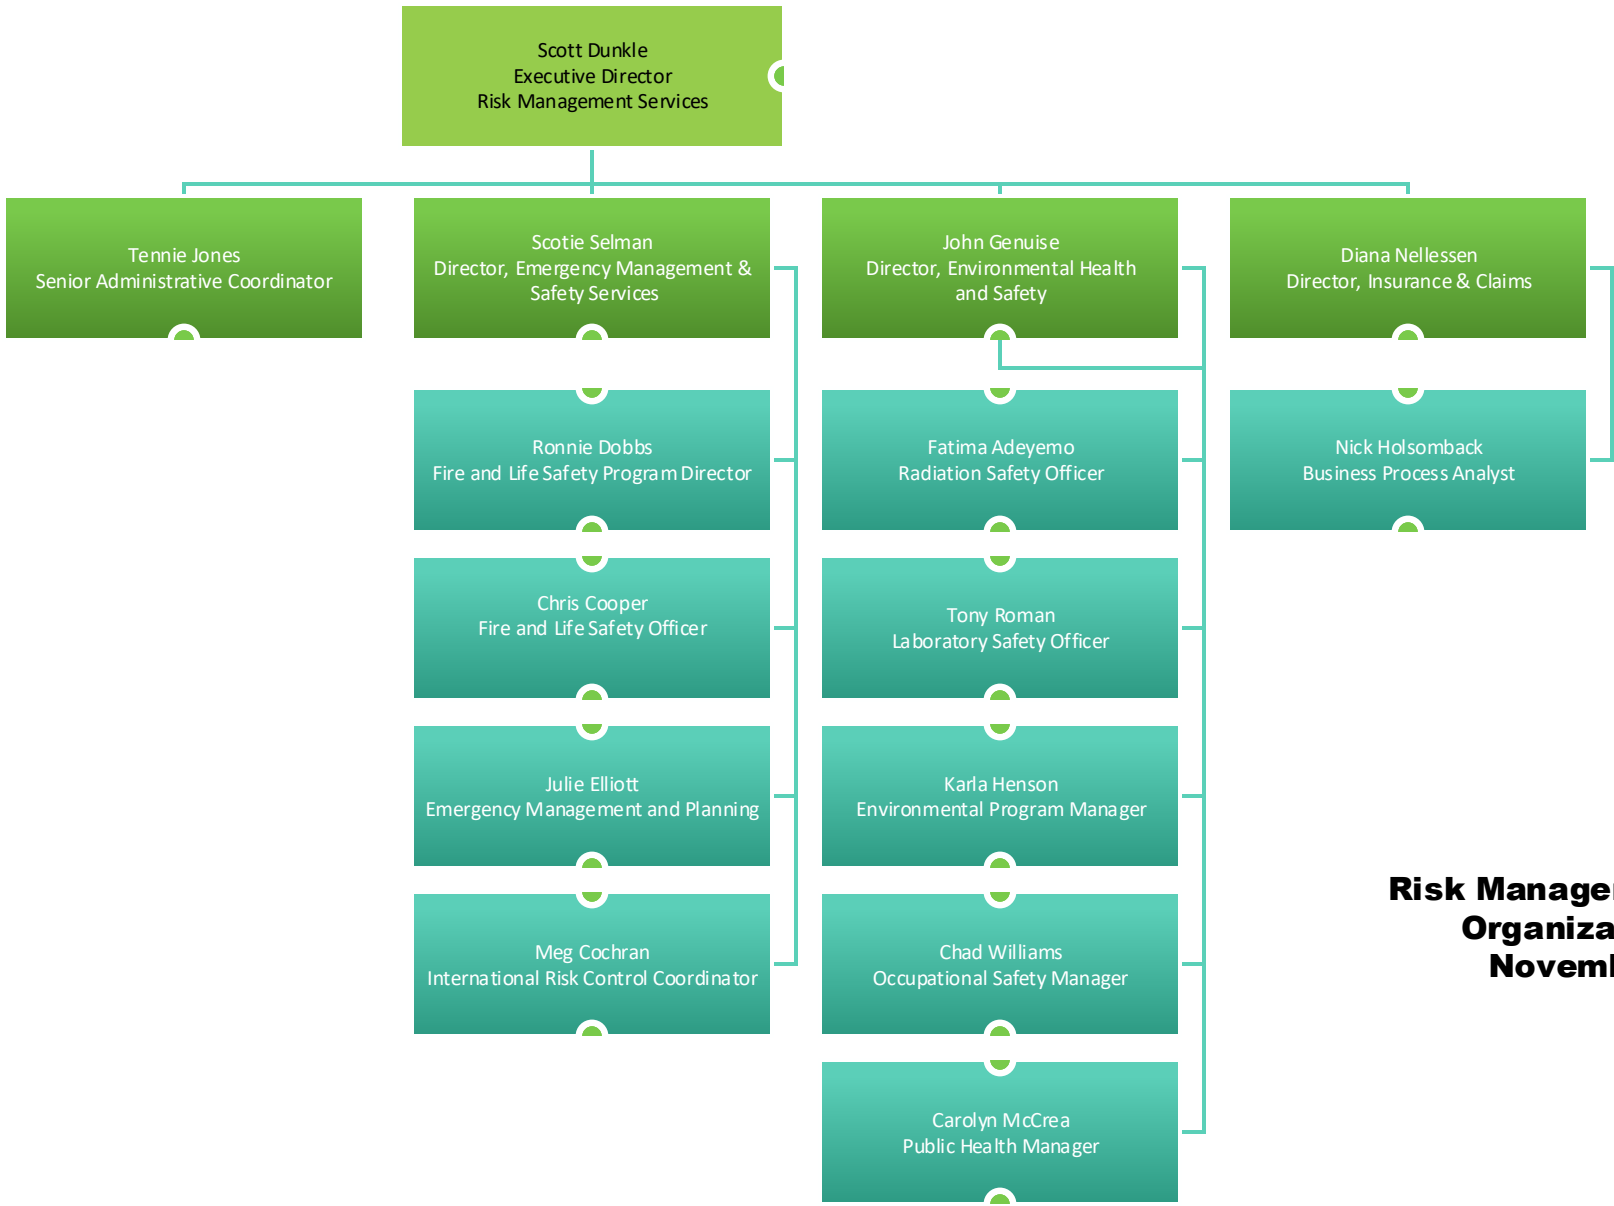 Scott Dunkle
Executive Director
Risk Management Services
Tennie Jones
Senior Administrative Coordinator
Scotie Selman
Director, Emergency Management &
Safety Services
John Genuise
Director, Environmental Health
and Safety
Diana Nellessen
Director, Insurance & Claims
Ronnie Dobbs
Fire and Life Safety Program Director
Fatima Adeyemo
Radiation Safety Officer
Nick Holsomback
Business Process Analyst
Chris Cooper
Fire and Life Safety Officer
Tony Roman
Laboratory Safety Officer
Julie Elliott
Emergency Management and Planning
Karla Henson
Environmental Program Manager
Meg Cochran
International Risk Control Coordinator
Chad Williams
Occupational Safety Manager
Carolyn McCrea
Public Health Manager
Risk